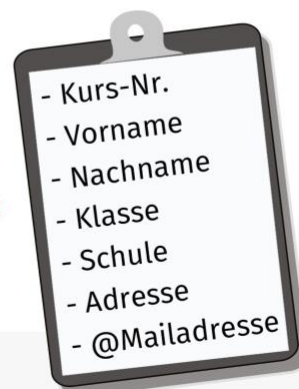 - Kurs-Nr.
- Vorname
- Nachname
- Klasse
- Schule
- Adresse
- @Mailadresse